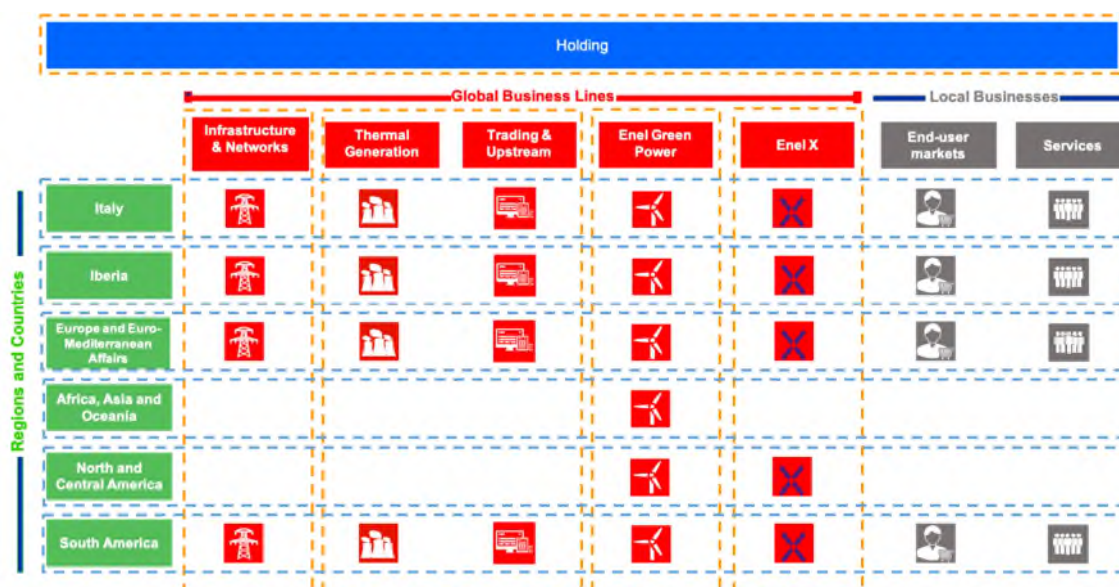 Holding
Global Business Lines
Local Businesses
Infrastructure
& Networks
Thermal
Generation
Trading &
Upstream
Enel Green
Power
Enel X
End-user
markets
Services
Regions and Countries
Italy
Iberia
Europe and Euro-
Mediterranean
Affairs
Africa, Asia and
Oceania
North and
Central America
South America